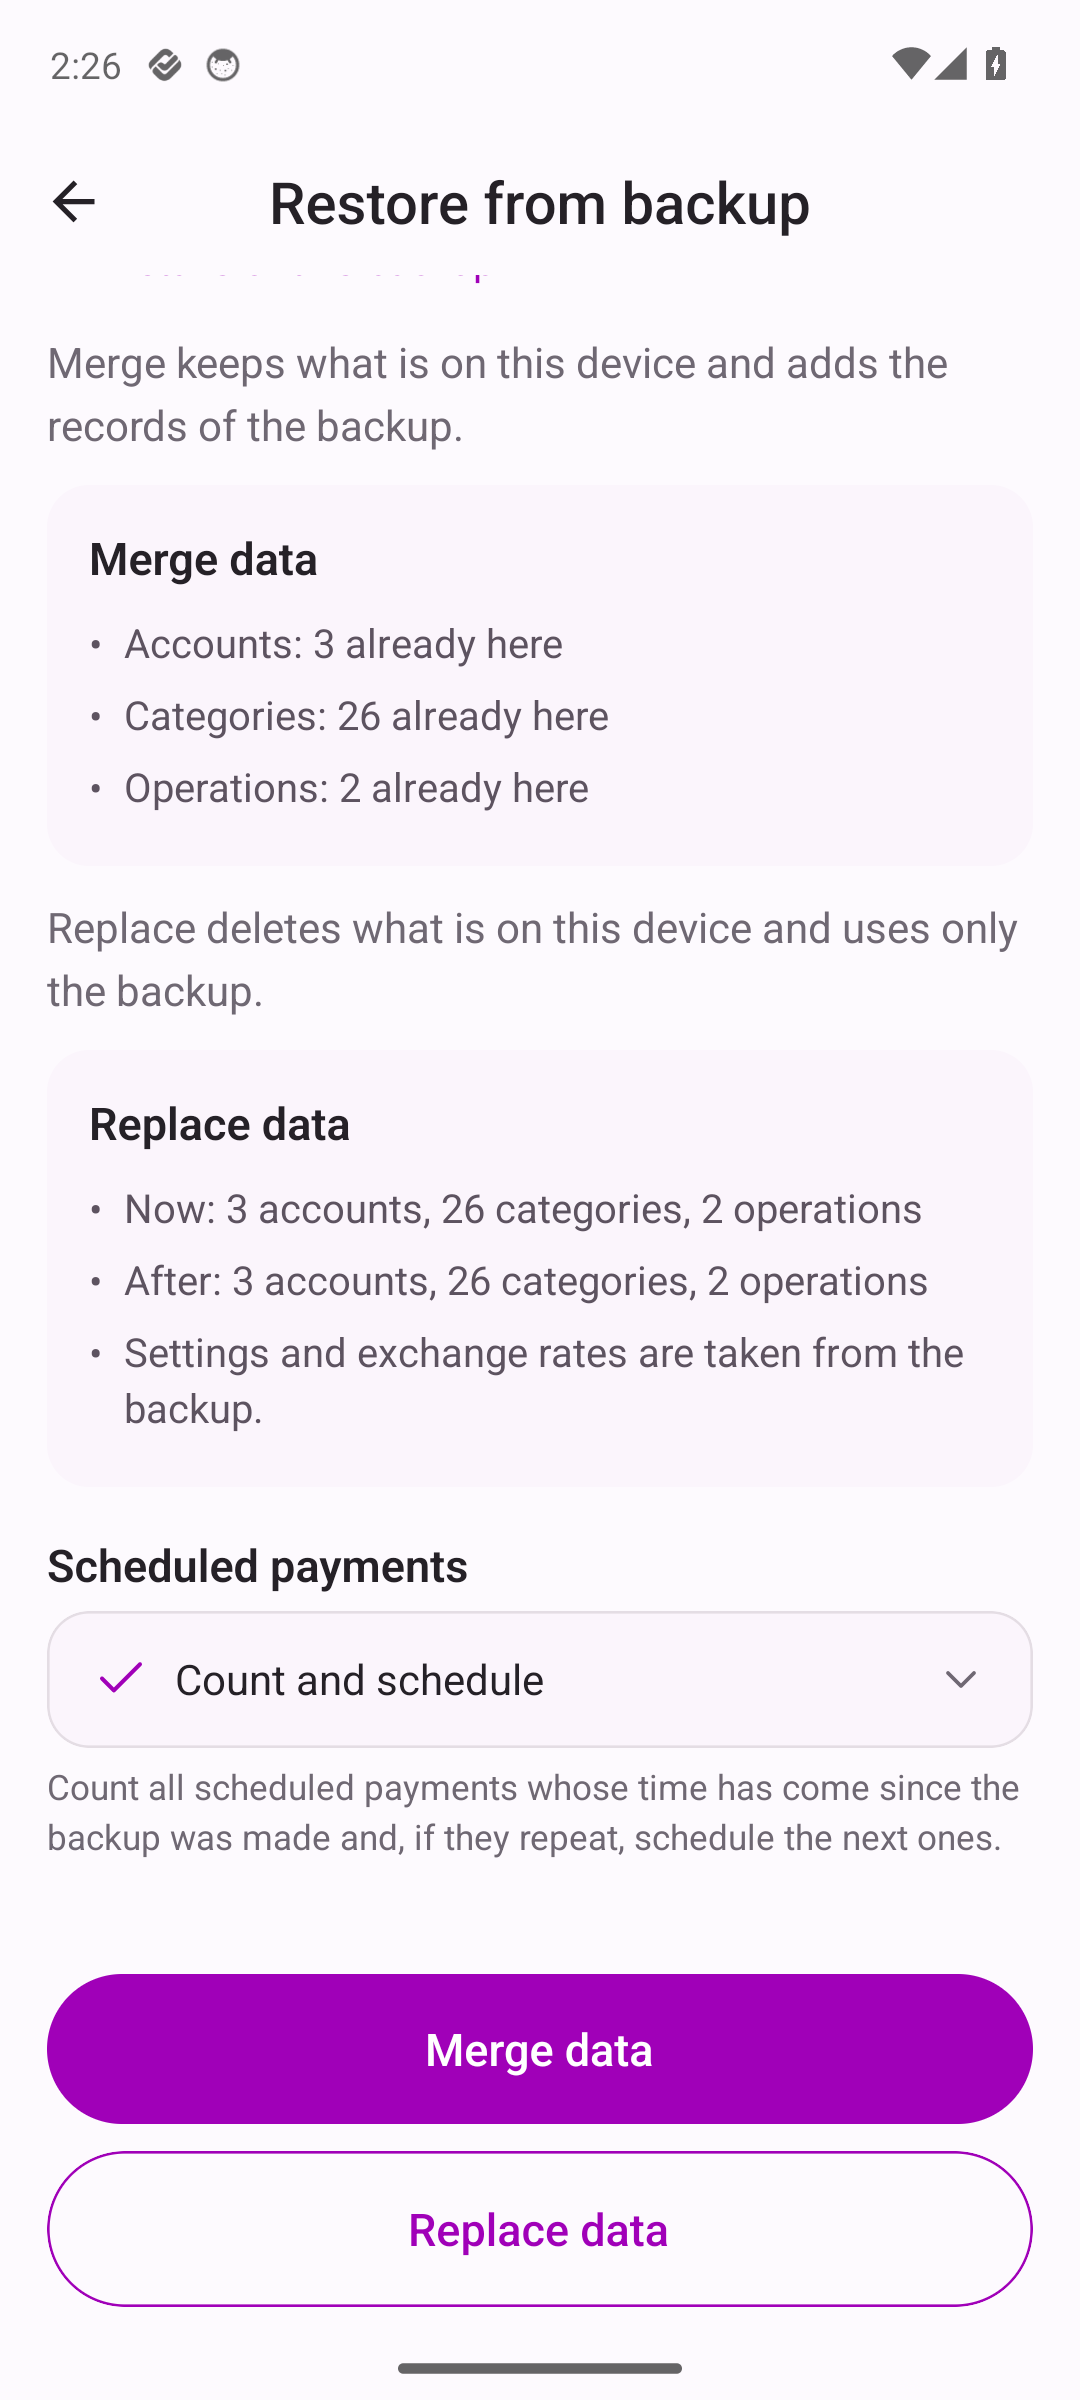 2:26
Restore from backup
Merge keeps what is on this device and adds the
records of the backup.
Merge data
• Accounts: 3 already here
• Categories: 26 already here
• Operations: 2 already here
Replace deletes what is on this device and uses only
the backup.
Replace data
• Now: 3 accounts, 26 categories, 2 operations
• After: 3 accounts, 26 categories, 2 operations
• Settings and exchange rates are taken from the
backup.
Scheduled payments
Count and schedule
Count all scheduled payments whose time has come since the
backup was made and, if they repeat, schedule the next ones.
Merge data
Replace data